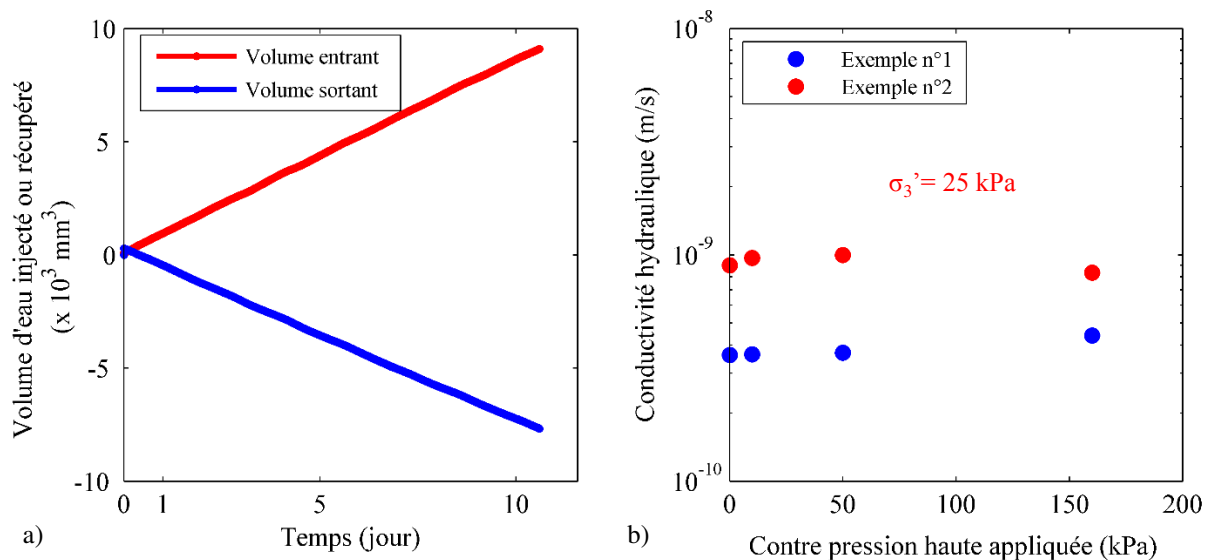 Volume d'eau injecté ou récupéré
(x 10³ mm³)
10
5
0
-5
-10
Volume entrant
Volume sortant
0
1
5
10
Temps (jour)
a)
Conductivité hydraulique (m/s)
10⁻⁸
10⁻⁹
10⁻¹⁰
Exemple n°1
Exemple n°2
σ₃'= 25 kPa
0
50
100
150
200
Contre pression haute appliquée (kPa)
b)